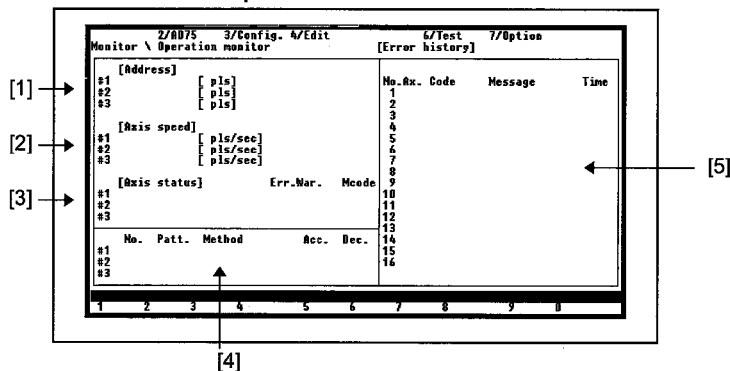 2/AD75 3/Config. 4/Edit 6/Test 7/Option
Monitor \ Operation monitor [Error history]
[Address]
#1 [ pls]
#2 [ pls]
#3 [ pls]
[Axis speed]
#1 [ pls/sec]
#2 [ pls/sec]
#3 [ pls/sec]
[Axis status] Err.War. Mcode
#1
#2
#3
No. Patt. Method Acc. Dec.
#1
#2
#3
No.Ax. Code Message Time
1
2
3
4
5
6
7
8
9
10
11
12
13
14
15
16
1 2 3 4 5 6 7 8 9 0
[1]
[2]
[3]
[4]
[5]